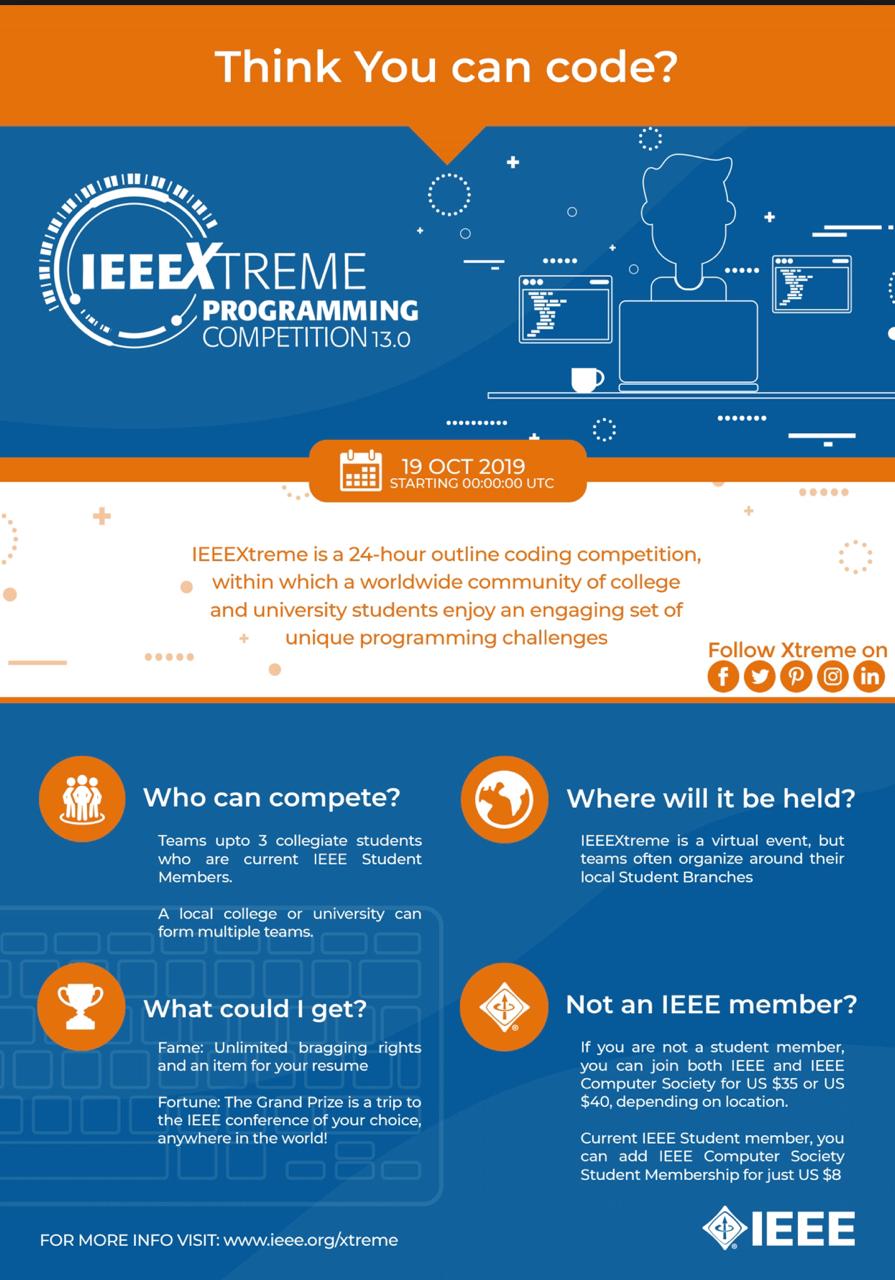 Think You can code?
IEEEXTREME
PROGRAMMING
COMPETITION 13.0
19 OCT 2019
STARTING 00:00:00 UTC
IEEEXtreme is a 24-hour outline coding competition,
within which a worldwide community of college
and university students enjoy an engaging set of
unique programming challenges
Follow Xtreme on
Who can compete?
Teams upto 3 collegiate students
who are current IEEE Student
Members.
A local college or university can
form multiple teams.
Where will it be held?
IEEEXtreme is a virtual event, but
teams often organize around their
local Student Branches
What could I get?
Fame: Unlimited bragging rights
and an item for your resume
Fortune: The Grand Prize is a trip to
the IEEE conference of your choice,
anywhere in the world!
Not an IEEE member?
If you are not a student member,
you can join both IEEE and IEEE
Computer Society for US $35 or US
$40, depending on location.
Current IEEE Student member, you
can add IEEE Computer Society
Student Membership for just US $8
FOR MORE INFO VISIT: www.ieee.org/xtreme
IEEE